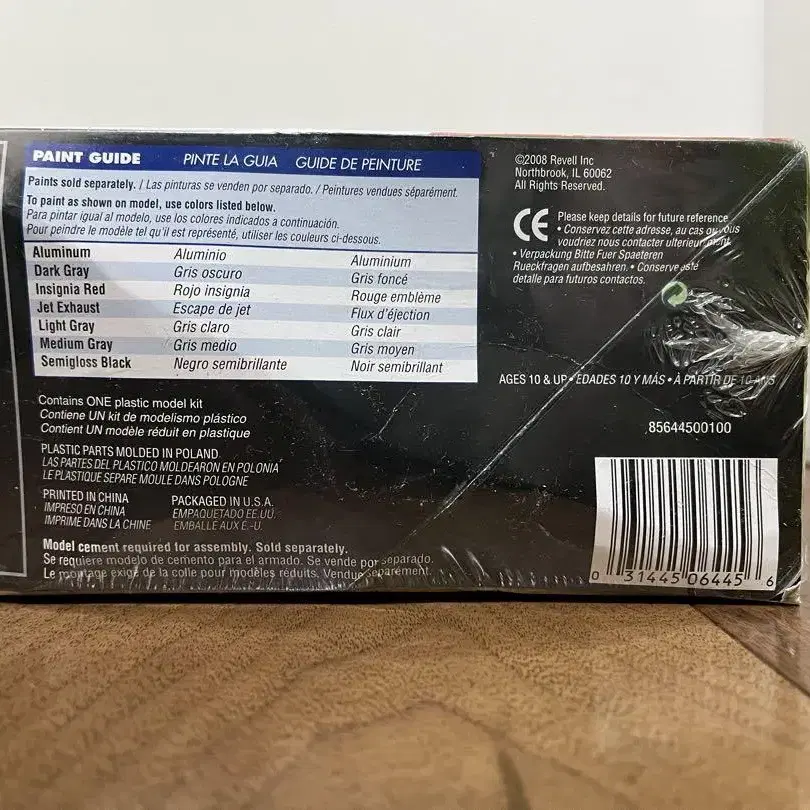 PAINT GUIDE PINTE LA GUIA GUIDE DE PEINTURE
Paints sold separately. / Las pinturas se venden por separado. / Peintures vendues séparément.
To paint as shown on model, use colors listed below.
Para pintar igual al modelo, use los colores indicados a continuación.
Pour peindre le modèle tel qu'il est représenté, utiliser les couleurs ci-dessous.
Aluminum Aluminio Aluminium
Dark Gray Gris oscuro Gris foncé
Insignia Red Rojo insignia Rouge emblème
Jet Exhaust Escape de jet Flux d'éjection
Light Gray Gris claro Gris clair
Medium Gray Gris medio Gris moyen
Semigloss Black Negro semibrillante Noir semibrillant
Contains ONE plastic model kit
Contiene UN kit de modelismo plástico
Contient UN modèle réduit en plastique
PLASTIC PARTS MOLDED IN POLAND
LAS PARTES DEL PLASTICO MOLDEARON EN POLONIA
LE PLASTIQUE SEPARE MOULE DANS POLOGNE
PRINTED IN CHINA
IMPRESO EN CHINA
IMPRIME DANS LA CHINE
PACKAGED IN U.S.A.
EMPAQUETADO EE.UU.
EMBALLÉ AUX E.-U.
Model cement required for assembly. Sold separately.
Se requiere modelo de cemento para el armado. Se vende por separado.
Le montage exige de la colle pour modèles réduits. Vendue separément.
©2008 Revell Inc
Northbrook, IL 60062
All Rights Reserved.
CE
Please keep details for future reference
• Conservez cette adresse, au cas ou vous
voudriez nous contacter
• Verpackung Bitte Fuer Spaeteren
Rueckfragen aufbesahren. • Conserve este
detalle para futuros contactos.
AGES 10 & UP • EDADES 10 Y MÁS • À PARTIR DE 10 ANS
85644500100
0 31445 06445 6